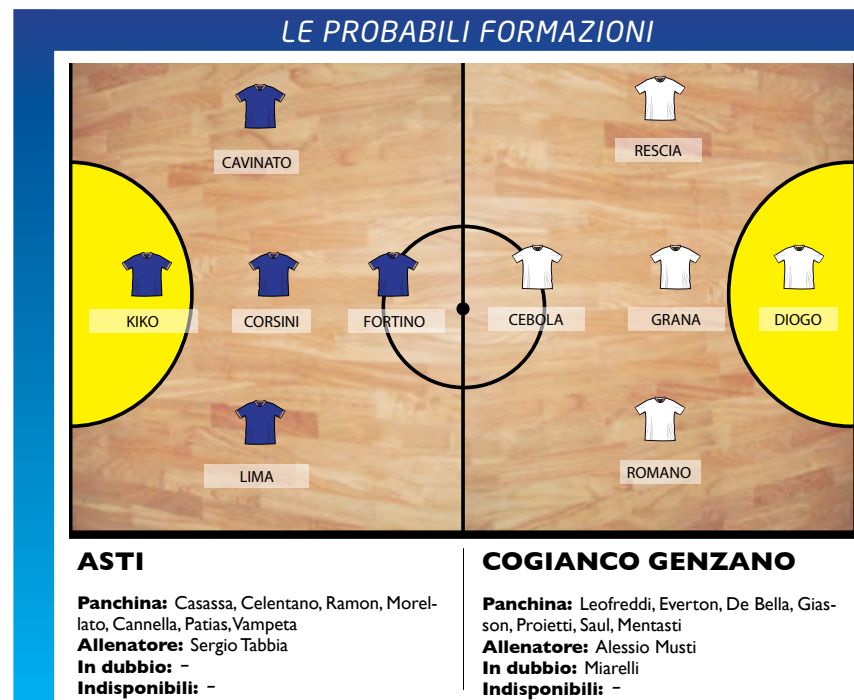 LE PROBABILI FORMAZIONI
CAVINATO
RESCIA
KIKO
CORSINI
FORTINO
CEBOLA
GRANA
DIOGO
LIMA
ROMANO
ASTI
Panchina: Casassa, Celentano, Ramon, Morel-
lato, Cannella, Patias, Vampeta
Allenatore: Sergio Tabbia
In dubbio: –
Indisponibili: –
COGIANCO GENZANO
Panchina: Leofreddi, Everton, De Bella, Gias-
son, Proietti, Saul, Mentasti
Allenatore: Alessio Musti
In dubbio: Miarelli
Indisponibili: –